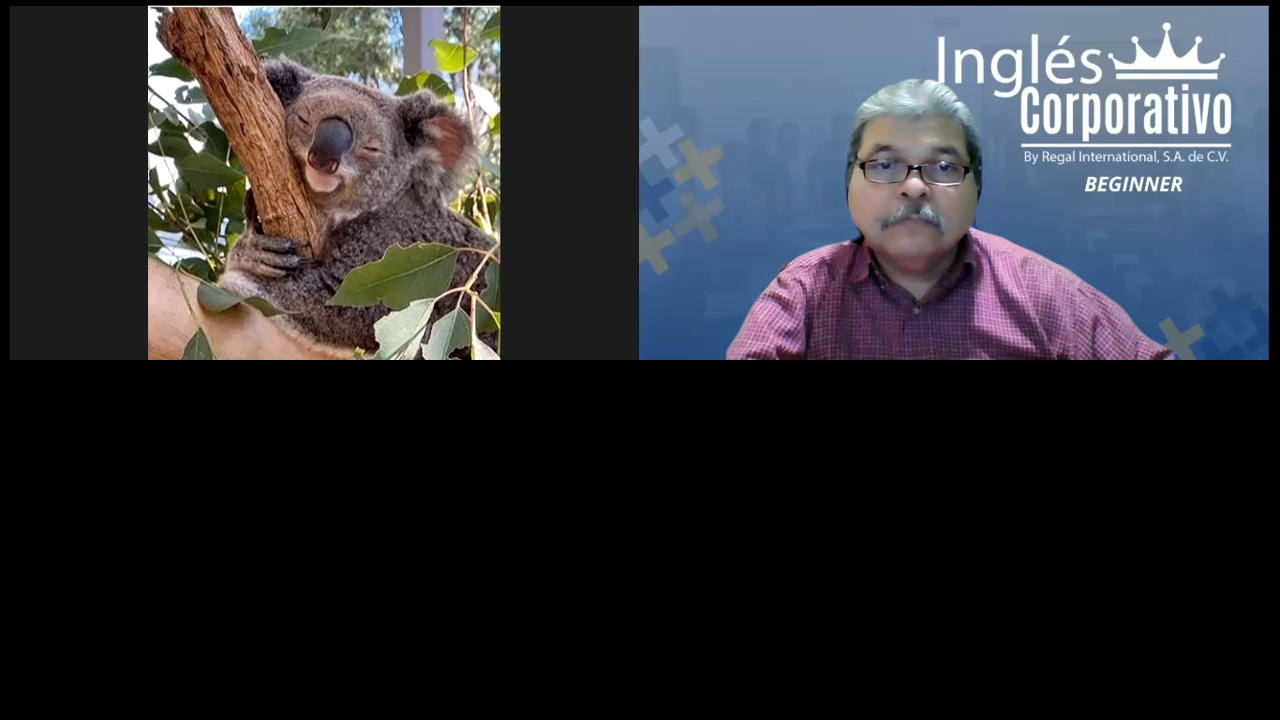 Inglés
Corporativo
By Regal International, S.A. de C.V.
BEGINNER